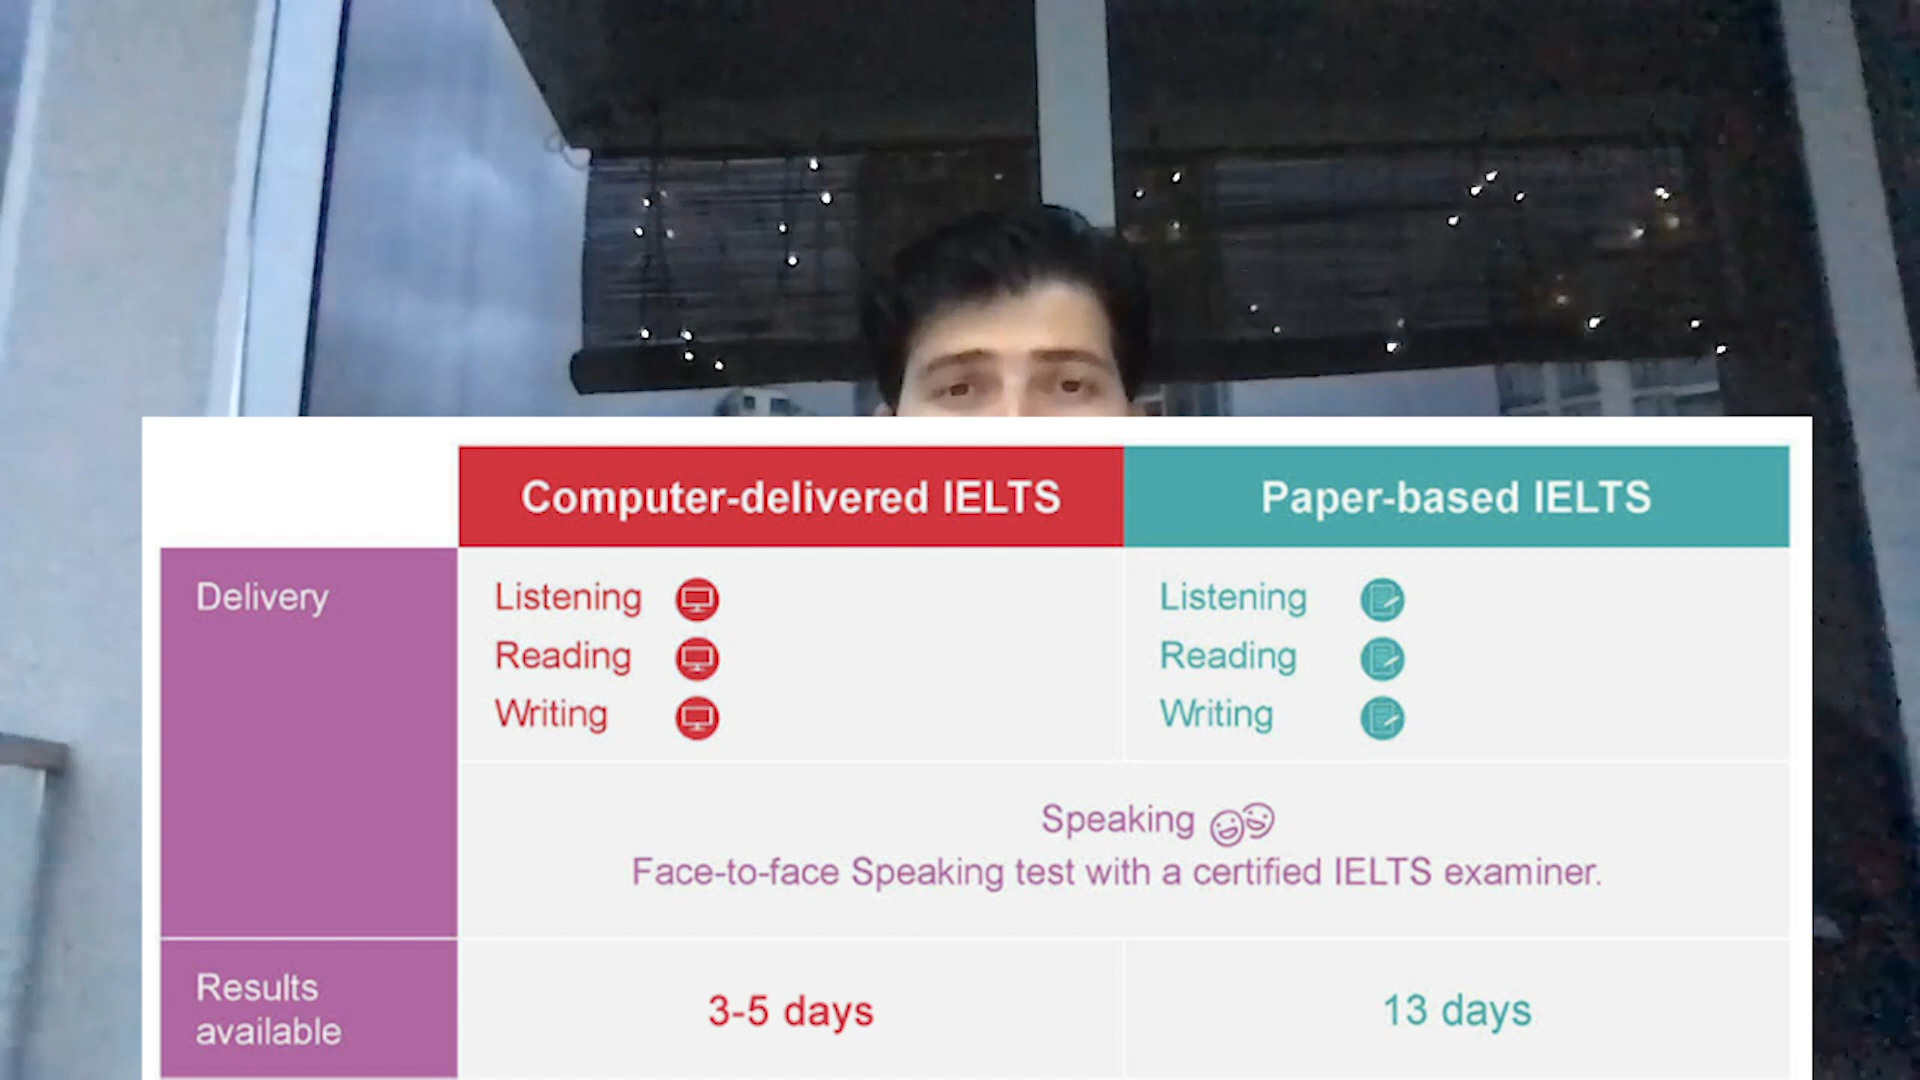 Computer-delivered IELTS
Paper-based IELTS
Delivery
Listening
Reading
Writing
Listening
Reading
Writing
Speaking
Face-to-face Speaking test with a certified IELTS examiner.
Results
available
3-5 days
13 days